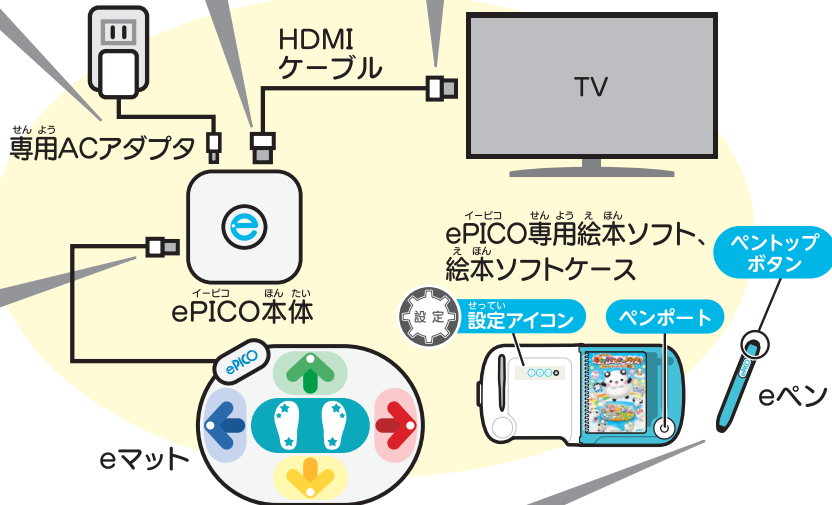 HDMI
ケーブル
TV
せんよう
専用ACアダプタ
e
イーピコ せんようえほん
ePICO専用絵本ソフト、
えほん
絵本ソフトケース
ペントップ
ボタン
イーピコ ほんたい
ePICO本体
設定
せってい
設定アイコン
ペンポート
ePICO
eペン
eマット